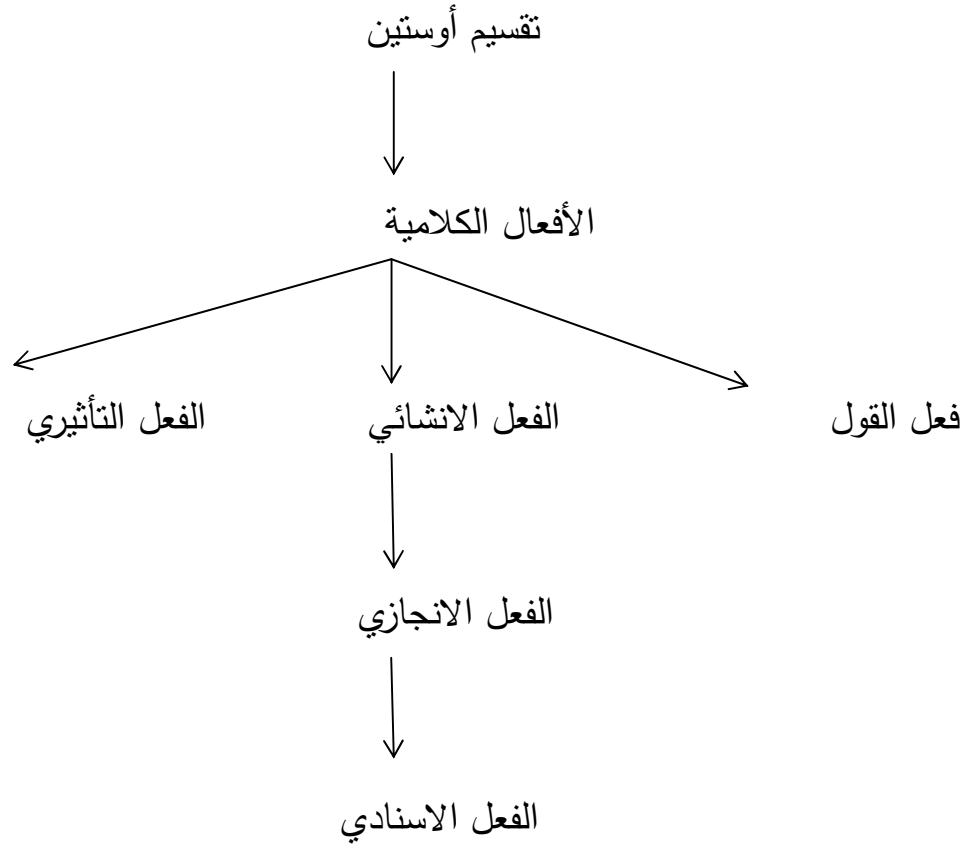 تقسيم أوستين
الأفعال الكلامية
فعل القول الفعل الانشائي الفعل التأثيري
الفعل الانجازي
الفعل الاسنادي